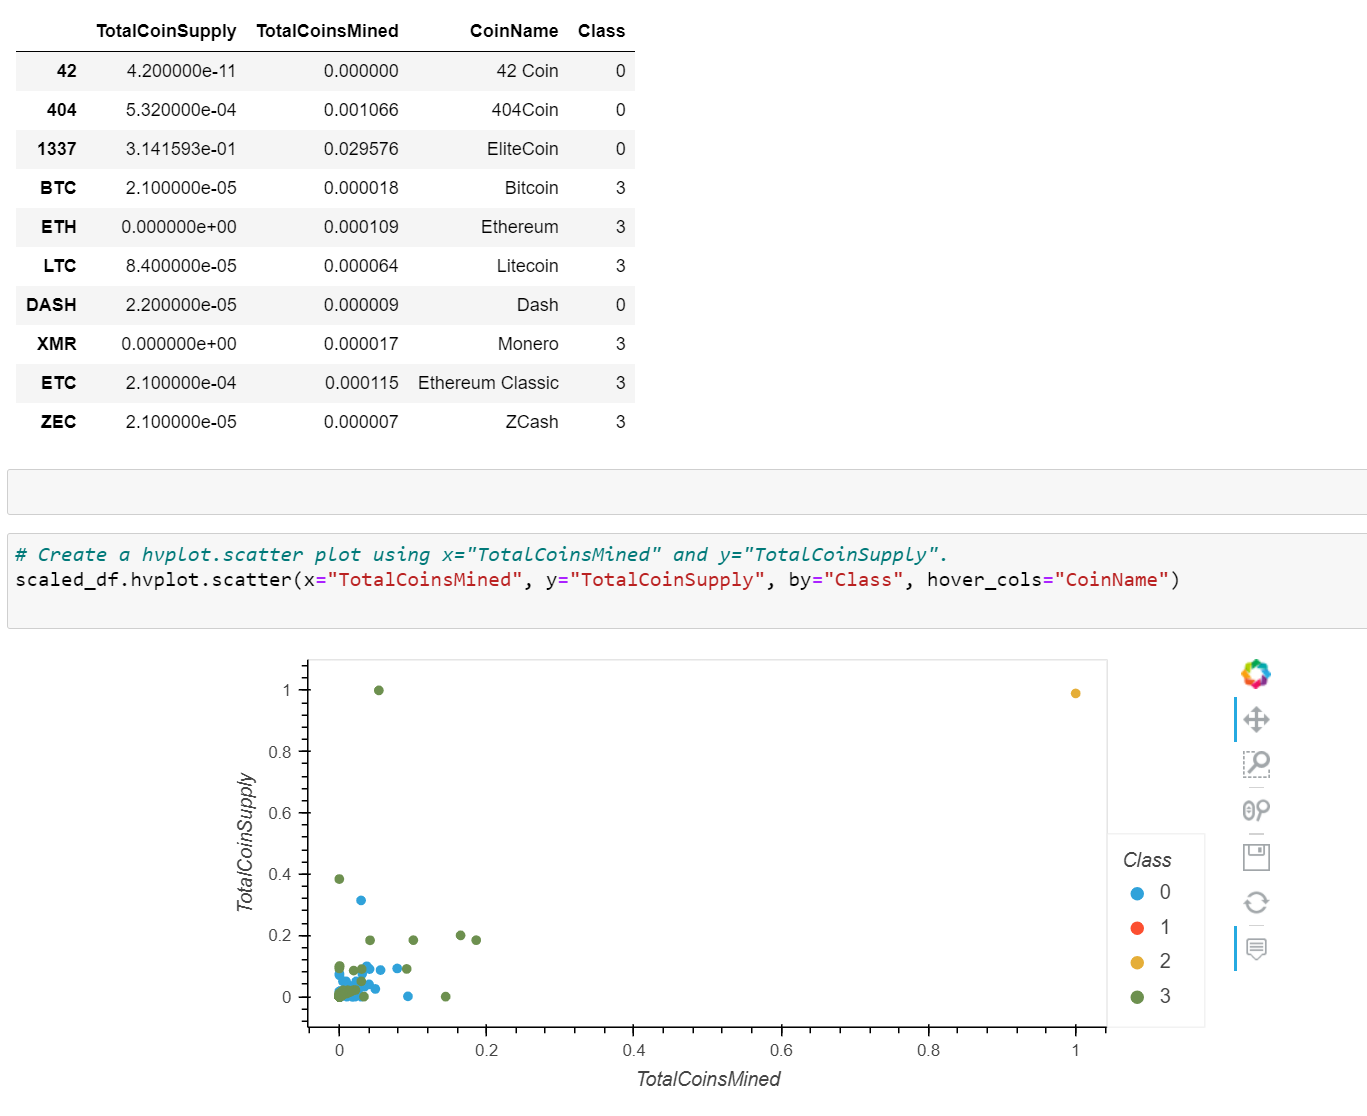 TotalCoinSupply TotalCoinsMined CoinName Class
42 4.200000e-11 0.000000 42 Coin 0
404 5.320000e-04 0.001066 404Coin 0
1337 3.141593e-01 0.029576 EliteCoin 0
BTC 2.100000e-05 0.000018 Bitcoin 3
ETH 0.000000e+00 0.000109 Ethereum 3
LTC 8.400000e-05 0.000064 Litecoin 3
DASH 2.200000e-05 0.000009 Dash 0
XMR 0.000000e+00 0.000017 Monero 3
ETC 2.100000e-04 0.000115 Ethereum Classic 3
ZEC 2.100000e-05 0.000007 ZCash 3
# Create a hvplot.scatter plot using x="TotalCoinsMined" and y="TotalCoinSupply".
scaled_df.hvplot.scatter(x="TotalCoinsMined", y="TotalCoinSupply", by="Class", hover_cols="CoinName")
TotalCoinSupply
1
0.8
0.6
0.4
0.2
0
0 0.2 0.4 0.6 0.8 1
TotalCoinsMined
Class
0
1
2
3